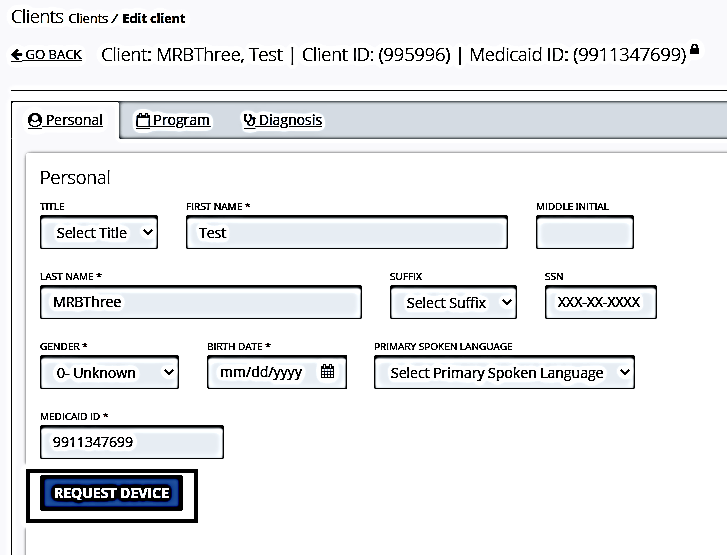 Clients Clients / Edit client
GO BACK Client: MRBThree, Test | Client ID: (995996) | Medicaid ID: (9911347699)
Personal Program Diagnosis
Personal
TITLE FIRST NAME * MIDDLE INITIAL
Select Title Test
LAST NAME * SUFFIX SSN
MRBThree Select Suffix XXX-XX-XXXX
GENDER * BIRTH DATE * PRIMARY SPOKEN LANGUAGE
0- Unknown mm/dd/yyyy Select Primary Spoken Language
MEDICAID ID *
9911347699
REQUEST DEVICE